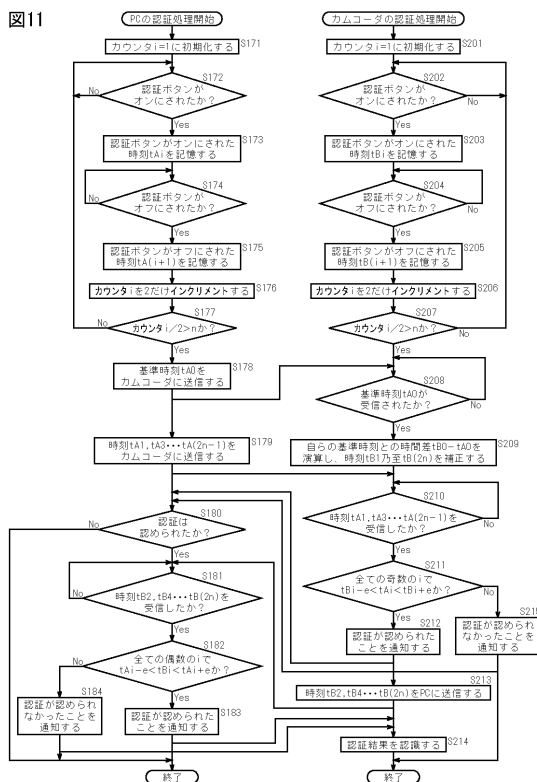 図11
PCの認証処理開始
カウンタi=1に初期化する
S171
認証ボタンが
オンにされたか？
S172
No
Yes
認証ボタンがオンにされた
時刻tAiを記憶する
S173
認証ボタンが
オフにされたか？
S174
No
Yes
認証ボタンがオフにされた
時刻tA(i+1)を記憶する
S175
カウンタiを2だけインクリメントする
S176
カウンタi／2>nか？
S177
No
Yes
基準時刻tA0を
カムコーダに送信する
S178
時刻tA1,tA3･･･tA(2n-1)を
カムコーダに送信する
S179
認証は
認められたか？
S180
No
Yes
時刻tB2,tB4･･･tB(2n)を
受信したか？
S181
No
Yes
全ての偶数のiで
tAi-e<tBi<tAi+eか？
S182
No
Yes
認証が認められ
なかったことを
通知する
S184
認証が認められた
ことを通知する
S183
終了
カムコーダの認証処理開始
カウンタi=1に初期化する
S201
認証ボタンが
オンにされたか？
S202
No
Yes
認証ボタンがオンにされた
時刻tBiを記憶する
S203
認証ボタンが
オフにされたか？
S204
No
Yes
認証ボタンがオフにされた
時刻tB(i+1)を記憶する
S205
カウンタiを2だけインクリメントする
S206
カウンタi／2>nか？
S207
No
Yes
基準時刻tA0が
受信されたか？
S208
No
Yes
自らの基準時刻との時間差tB0-tA0を
演算し、時刻tB1乃至tB(2n)を補正する
S209
時刻tA1,tA3･･･tA(2n-1)を
受信したか？
S210
No
Yes
全ての奇数のiで
tBi-e<tAi<tBi+eか？
S211
No
Yes
認証が認められた
ことを通知する
S212
認証が認められ
なかったことを
通知する
S215
時刻tB2,tB4･･･tB(2n)をPCに送信する
S213
認証結果を認識する
S214
終了